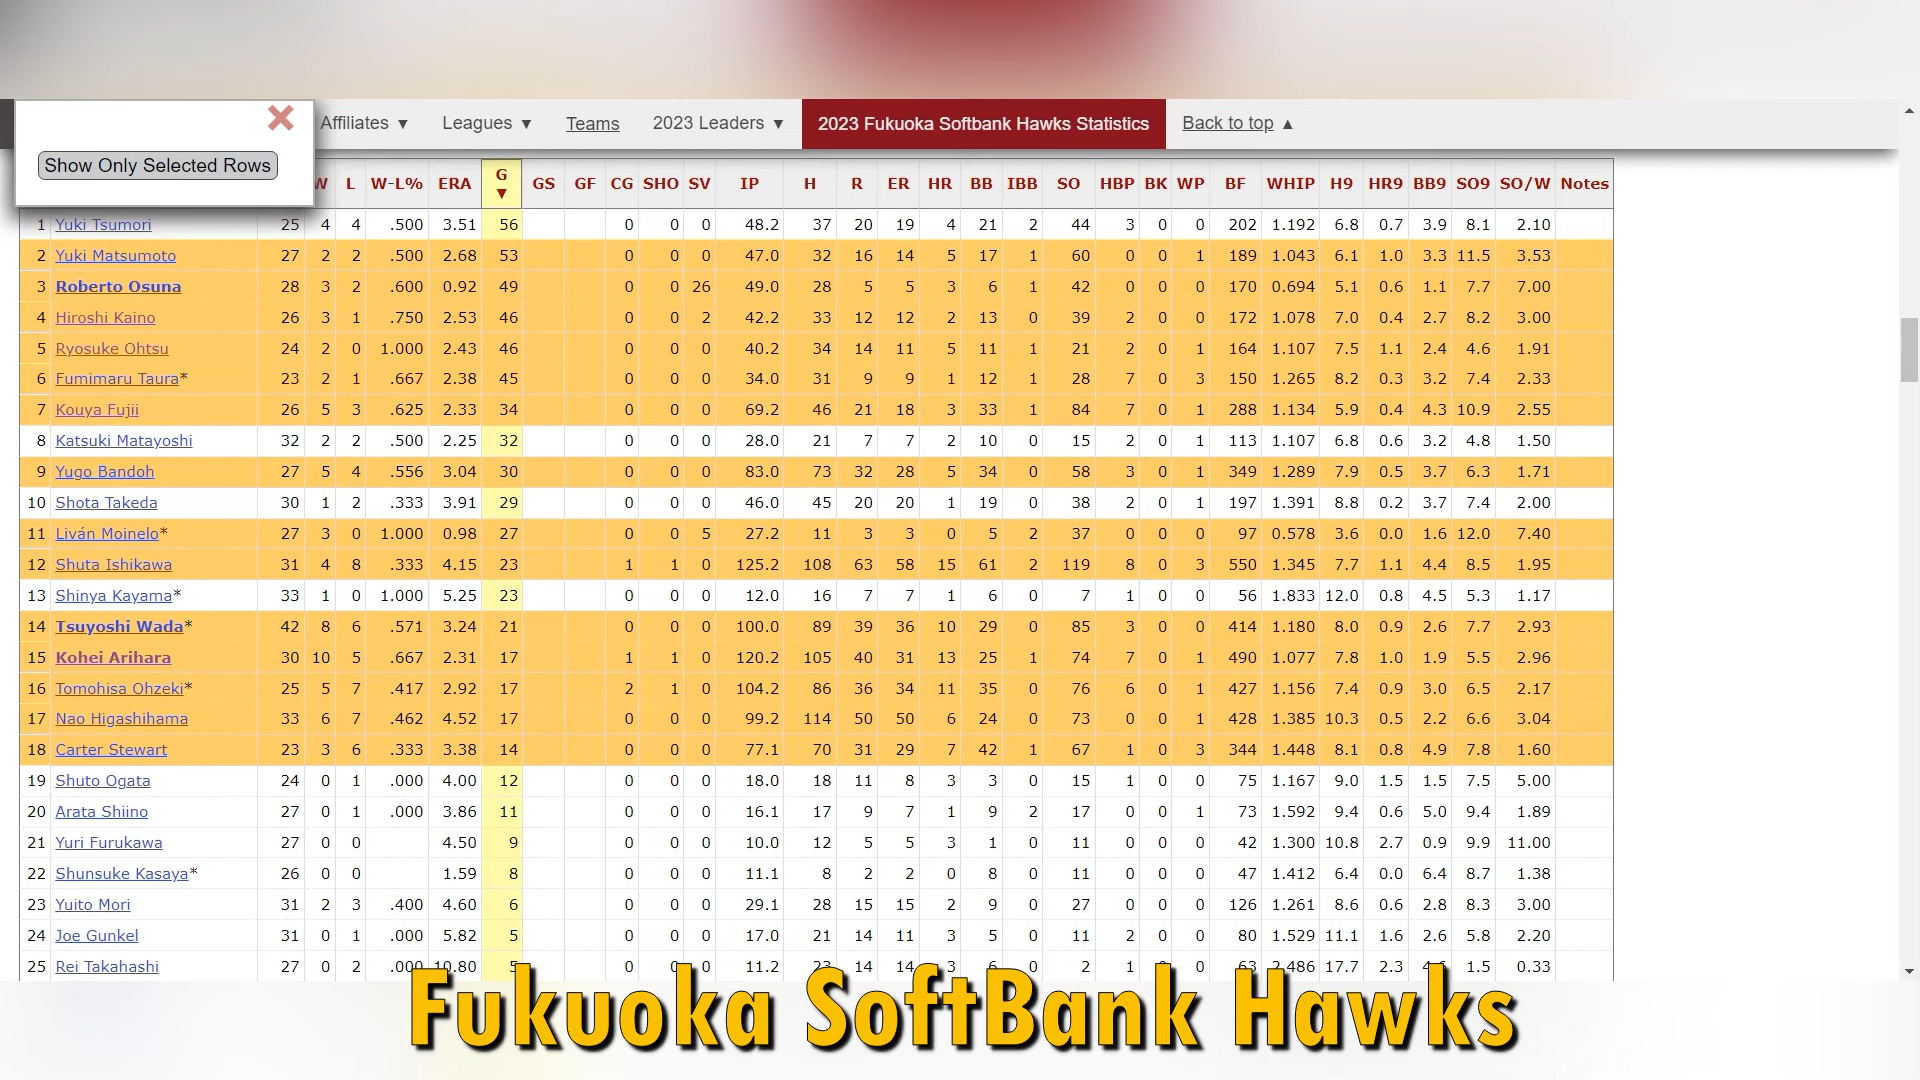 Affiliates ▼ Leagues ▼ Teams 2023 Leaders ▼ 2023 Fukuoka Softbank Hawks Statistics Back to top ▲
Show Only Selected Rows
W L W-L% ERA G ▼ GS GF CG SHO SV IP H R ER HR BB IBB SO HBP BK WP BF WHIP H9 HR9 BB9 SO9 SO/W Notes
1 Yuki Tsumori 25 4 4 .500 3.51 56 0 0 0 48.2 37 20 19 4 21 2 44 3 0 0 202 1.192 6.8 0.7 3.9 8.1 2.10
2 Yuki Matsumoto 27 2 2 .500 2.68 53 0 0 0 47.0 32 16 14 5 17 1 60 0 0 1 189 1.043 6.1 1.0 3.3 11.5 3.53
3 Roberto Osuna 28 3 2 .600 0.92 49 0 0 26 49.0 28 5 5 3 6 1 42 0 0 0 170 0.694 5.1 0.6 1.1 7.7 7.00
4 Hiroshi Kaino 26 3 1 .750 2.53 46 0 0 2 42.2 33 12 12 2 13 0 39 2 0 0 172 1.078 7.0 0.4 2.7 8.2 3.00
5 Ryosuke Ohtsu 24 2 0 1.000 2.43 46 0 0 0 40.2 34 14 11 5 11 1 21 2 0 1 164 1.107 7.5 1.1 2.4 4.6 1.91
6 Fumimaru Taura* 23 2 1 .667 2.38 45 0 0 0 34.0 31 9 9 1 12 1 28 7 0 3 150 1.265 8.2 0.3 3.2 7.4 2.33
7 Kouya Fujii 26 5 3 .625 2.33 34 0 0 0 69.2 46 21 18 3 33 1 84 7 0 1 288 1.134 5.9 0.4 4.3 10.9 2.55
8 Katsuki Matayoshi 32 2 2 .500 2.25 32 0 0 0 28.0 21 7 7 2 10 0 15 2 0 1 113 1.107 6.8 0.6 3.2 4.8 1.50
9 Yugo Bandoh 27 5 4 .556 3.04 30 0 0 0 83.0 73 32 28 5 34 0 58 3 0 1 349 1.289 7.9 0.5 3.7 6.3 1.71
10 Shota Takeda 30 1 2 .333 3.91 29 0 0 0 46.0 45 20 20 1 19 0 38 2 0 1 197 1.391 8.8 0.2 3.7 7.4 2.00
11 Liván Moinelo* 27 3 0 1.000 0.98 27 0 0 5 27.2 11 3 3 0 5 2 37 0 0 0 97 0.578 3.6 0.0 1.6 12.0 7.40
12 Shuta Ishikawa 31 4 8 .333 4.15 23 1 1 0 125.2 108 63 58 15 61 2 119 8 0 3 550 1.345 7.7 1.1 4.4 8.5 1.95
13 Shinya Kayama* 33 1 0 1.000 5.25 23 0 0 0 12.0 16 7 7 1 6 0 7 1 0 0 56 1.833 12.0 0.8 4.5 5.3 1.17
14 Tsuyoshi Wada* 42 8 6 .571 3.24 21 0 0 0 100.0 89 39 36 10 29 0 85 3 0 0 414 1.180 8.0 0.9 2.6 7.7 2.93
15 Kohei Arihara 30 10 5 .667 2.31 17 1 1 0 120.2 105 40 31 13 25 1 74 7 0 1 490 1.077 7.8 1.0 1.9 5.5 2.96
16 Tomohisa Ohzeki* 25 5 7 .417 2.92 17 2 1 0 104.2 86 36 34 11 35 0 76 6 0 1 427 1.156 7.4 0.9 3.0 6.5 2.17
17 Nao Higashihama 33 6 7 .462 4.52 17 0 0 0 99.2 114 50 50 6 24 0 73 0 0 1 428 1.385 10.3 0.5 2.2 6.6 3.04
18 Carter Stewart 23 3 6 .333 3.38 14 0 0 0 77.1 70 31 29 7 42 1 67 1 0 3 344 1.448 8.1 0.8 4.9 7.8 1.60
19 Shuto Ogata 24 0 1 .000 4.00 12 0 0 0 18.0 18 11 8 3 3 0 15 1 0 0 75 1.167 9.0 1.5 1.5 7.5 5.00
20 Arata Shiino 27 0 1 .000 3.86 11 0 0 0 16.1 17 9 7 1 9 2 17 0 0 1 73 1.592 9.4 0.6 5.0 9.4 1.89
21 Yuri Furukawa 27 0 0 4.50 9 0 0 0 10.0 12 5 5 3 1 0 11 0 0 0 42 1.300 10.8 2.7 0.9 9.9 11.00
22 Shunsuke Kasaya* 26 0 0 1.59 8 0 0 0 11.1 8 2 2 0 8 0 11 0 0 0 47 1.412 6.4 0.0 6.4 8.7 1.38
23 Yuito Mori 31 2 3 .400 4.60 6 0 0 0 29.1 28 15 15 2 9 0 27 0 0 0 126 1.261 8.6 0.6 2.8 8.3 3.00
24 Joe Gunkel 31 0 1 .000 5.82 5 0 0 0 17.0 21 14 11 3 5 0 11 2 0 0 80 1.529 11.1 1.6 2.6 5.8 2.20
25 Rei Takahashi 27 0 2 .000 10.80 5 0 0 0 11.2 23 14 14 3 6 0 2 1 0 63 2.486 17.7 2.3 1.5 0.33
Fukuoka SoftBank Hawks